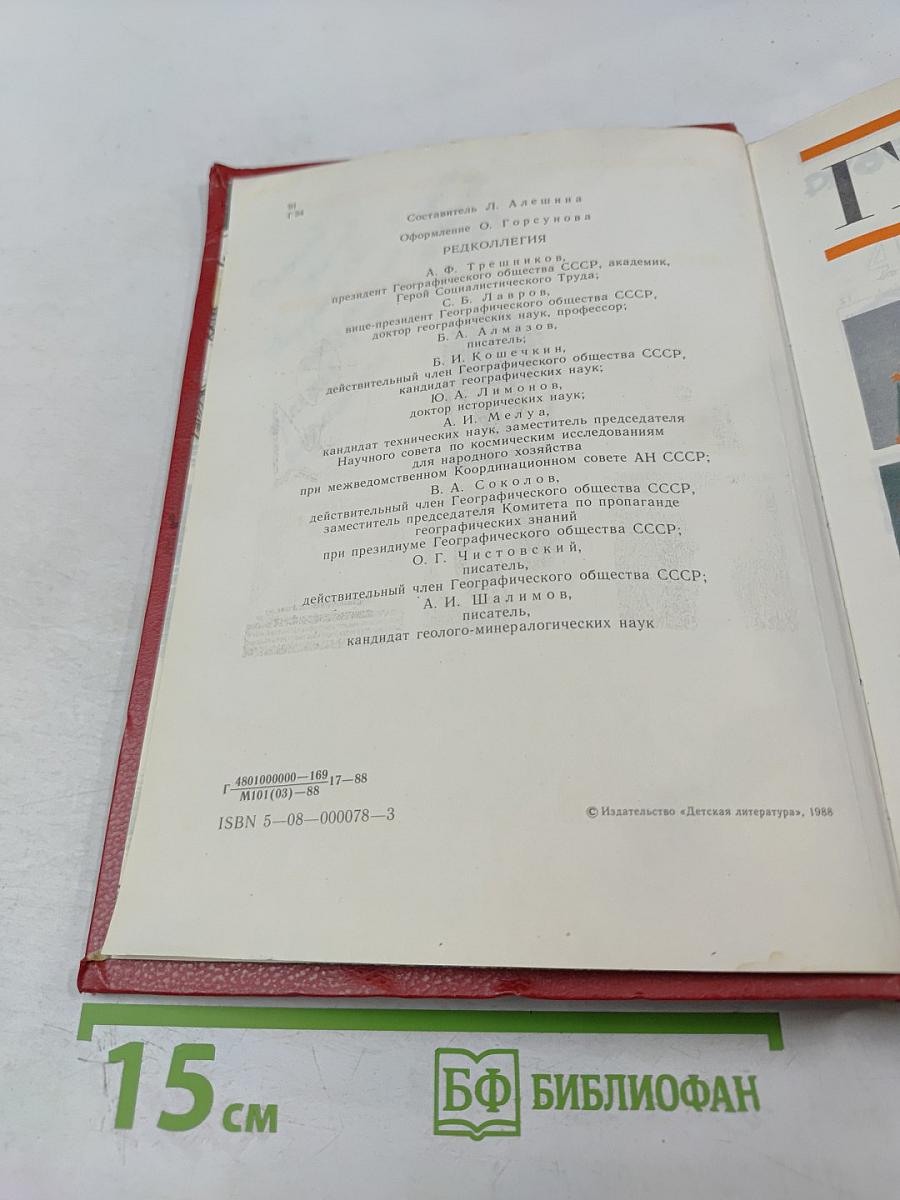 91
Г 34
Составитель Л. Алешина
Оформление О. Горсунова
РЕДКОЛЛЕГИЯ
А. Ф. Трешников,
президент Географического общества СССР, академик,
Герой Социалистического Труда;
С. Б. Лавров,
вице-президент Географического общества СССР,
доктор географических наук, профессор;
Б. А. Алмазов,
писатель;
Б. И. Кошечкин,
действительный член Географического общества СССР,
кандидат географических наук;
Ю. А. Лимонов,
доктор исторических наук;
А. И. Мелуа,
кандидат технических наук, заместитель председателя
Научного совета по космическим исследованиям
для народного хозяйства
при межведомственном Координационном совете АН СССР;
В. А. Соколов,
действительный член Географического общества СССР,
заместитель председателя Комитета по пропаганде
географических знаний
при президиуме Географического общества СССР;
О. Г. Чистовский,
писатель,
действительный член Географического общества СССР;
А. И. Шалимов,
писатель,
кандидат геолого-минералогических наук
Г 4801000000—169 17—88
М101(03)—88
ISBN 5—08—000078—3
© Издательство «Детская литература», 1988
15 см
БФ БИБЛИОФАН